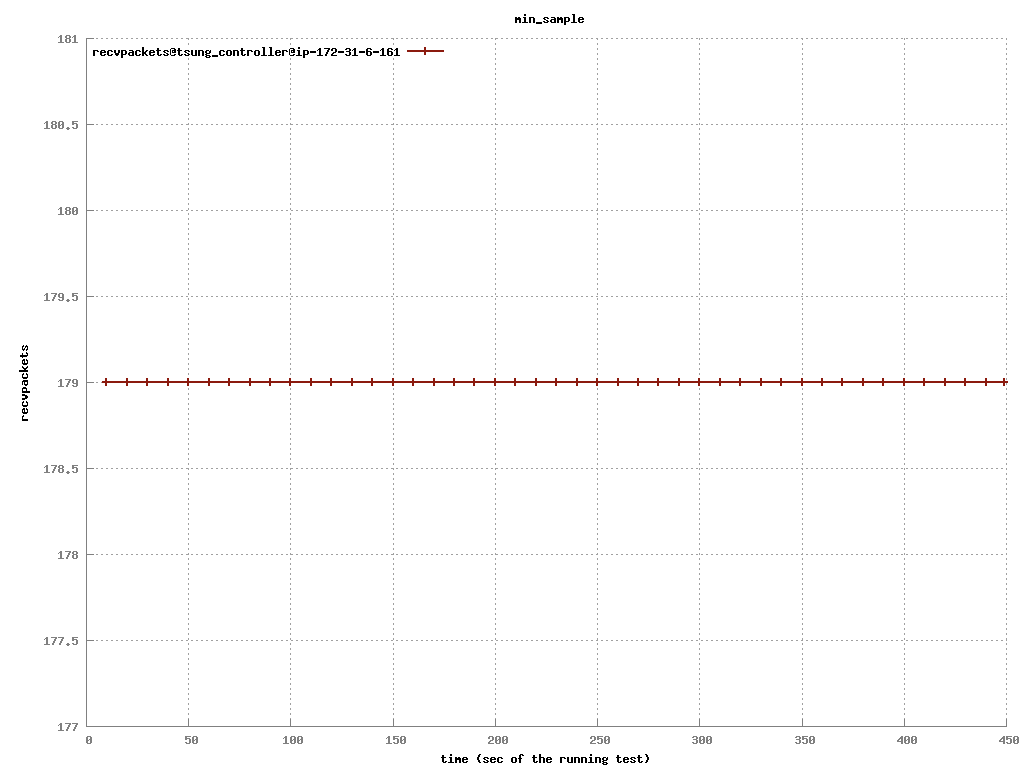 min_sample
181
recvpackets@tsung_controller@ip-172-31-6-161
180.5
180
179.5
179
178.5
178
177.5
177
recvpackets
0 50 100 150 200 250 300 350 400 450
time (sec of the running test)